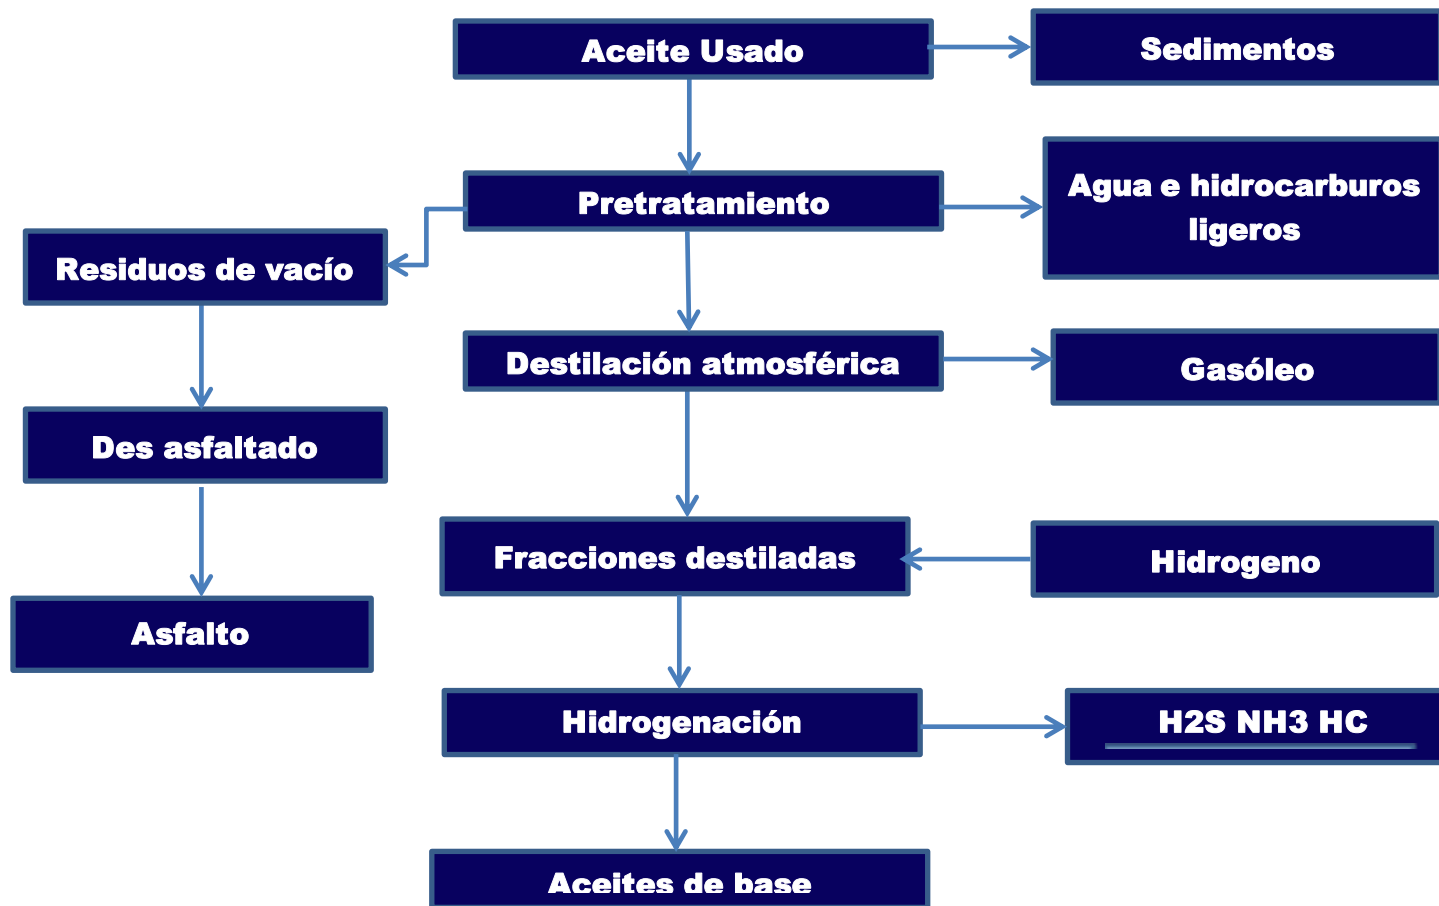 Aceite Usado
Sedimentos
Pretratamiento
Agua e hidrocarburos
ligeros
Residuos de vacío
Destilación atmosférica
Gasóleo
Des asfaltado
Fracciones destiladas
Hidrogeno
Asfalto
Hidrogenación
H2S NH3 HC
Aceites de base